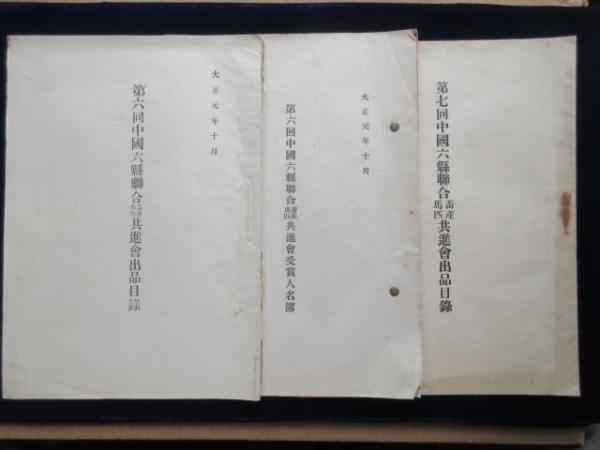 大正元年十月
第六回中國六縣聯合畜產馬匹共進會出品目錄
大正元年十月
第六回中國六縣聯合畜產馬匹共進會受賞人名簿
第七回中國六縣聯合畜產馬匹共進會出品目錄